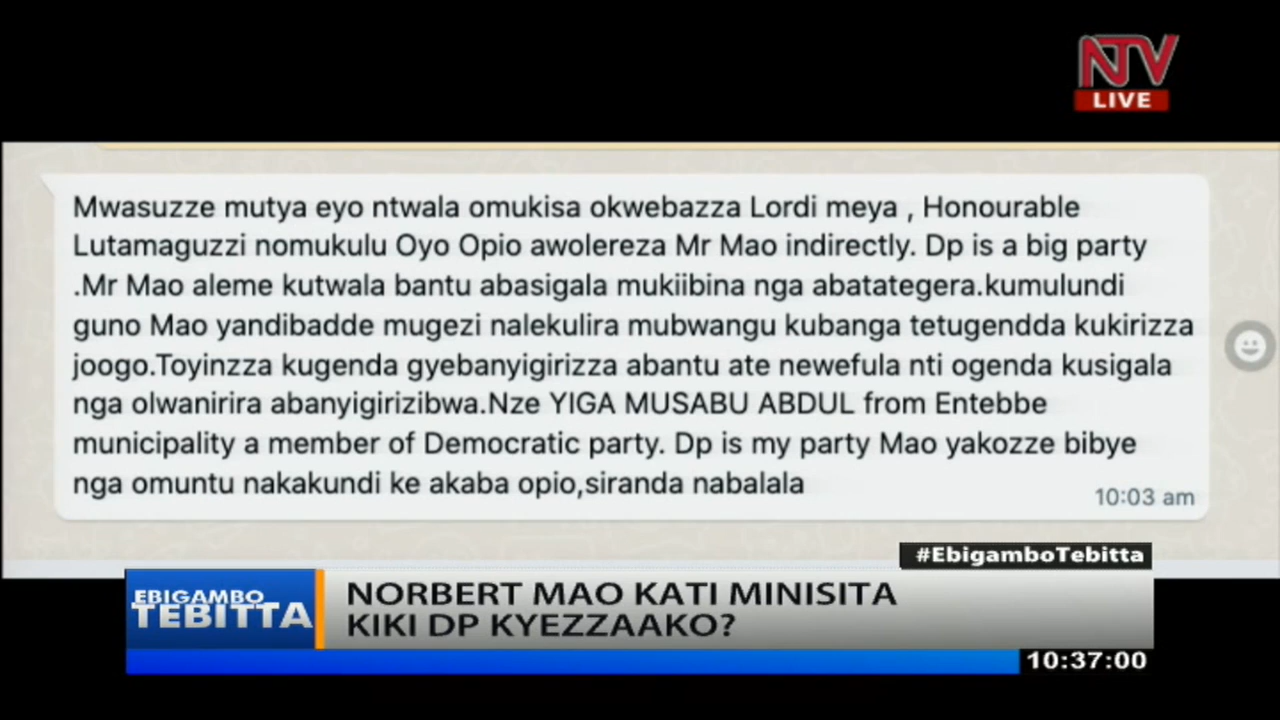 NTV
LIVE
Mwasuzze mutya eyo ntwala omukisa okwebazza Lordi meya , Honourable
Lutamaguzzi nomukulu Oyo Opio awolereza Mr Mao indirectly. Dp is a big party
.Mr Mao aleme kutwala bantu abasigala mukiibina nga abatategera.kumulundi
guno Mao yandibadde mugezi nalekulira mubwangu kubanga tetugendda kukirizza
joogo.Toyinzza kugenda gyebanyigirizza abantu ate newefula nti ogenda kusigala
nga olwanirira abanyigirizibwa.Nze YIGA MUSABU ABDUL from Entebbe
municipality a member of Democratic party. Dp is my party Mao yakozze bibye
nga omuntu nakakundi ke akaba opio,siranda nabalala
10:03 am
#EbigamboTebitta
EBIGAMBO
TEBITTA
NORBERT MAO KATI MINISITA
KIKI DP KYEZZAAKO?
10:37:00